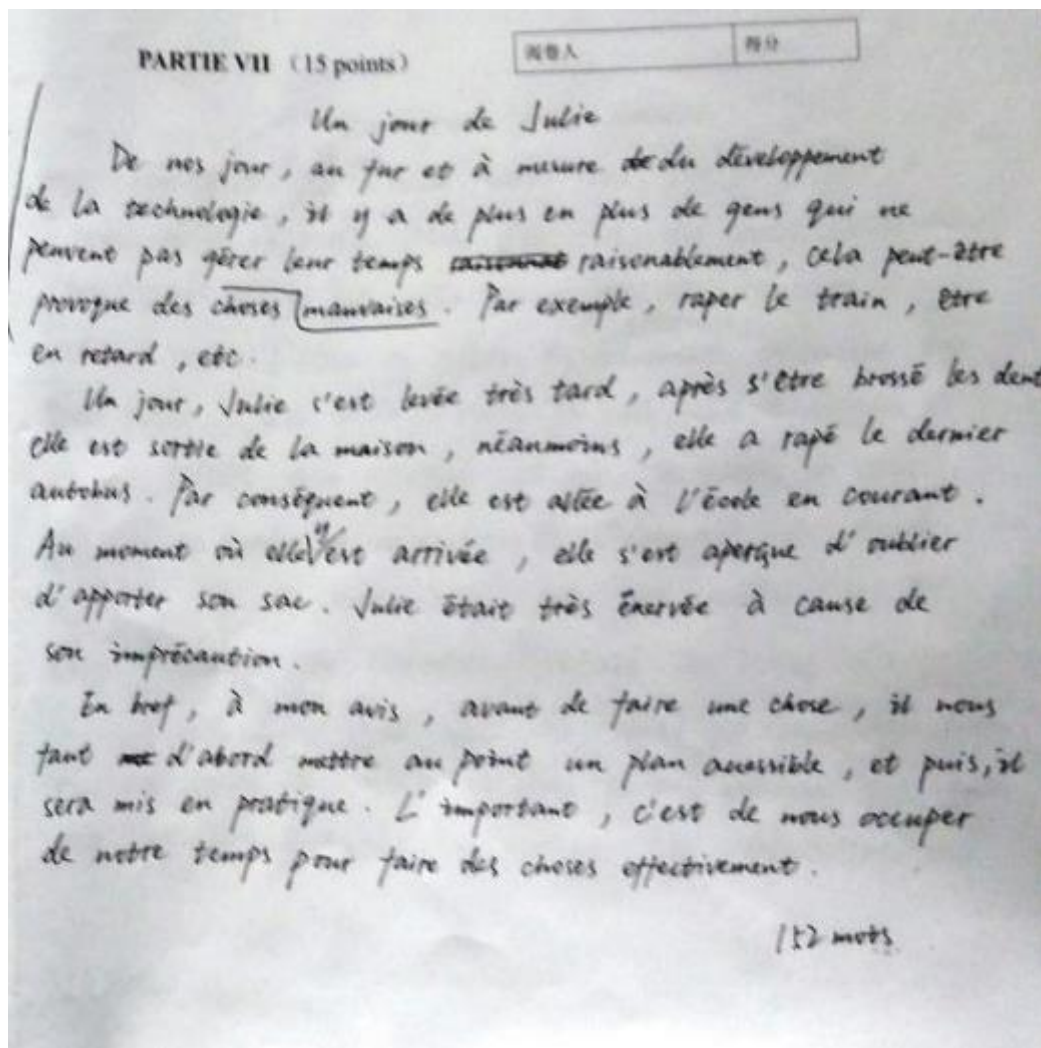 PARTIE VII (15 points)
阅卷人 得分
Un jour de Julie
De nos jour, au fur et à mesure du développement
de la technologie, il y a de plus en plus de gens qui ne
peuvent pas gérer leur temps raisonablement, cela peut-être
provoque des choses mauvaises. Par exemple, raper le train, être
en retard, etc.
Un jour, Julie s'est levée très tard, après s'être brossé les dent
elle est sortie de la maison, néanmoins, elle a rapé le dernier
autobus. Par conséquent, elle est allée à l'école en courant.
Au moment où elle y est arrivée, elle s'est aperçue d'oublier
d'apporter son sac. Julie était très énervée à cause de
son imprécaution.
En bref, à mon avis, avant de faire une chose, il nous
faut d'abord mettre au point un plan accessible, et puis, il
sera mis en pratique. L'important, c'est de nous occuper
de notre temps pour faire des choses effectivement.
152 mots